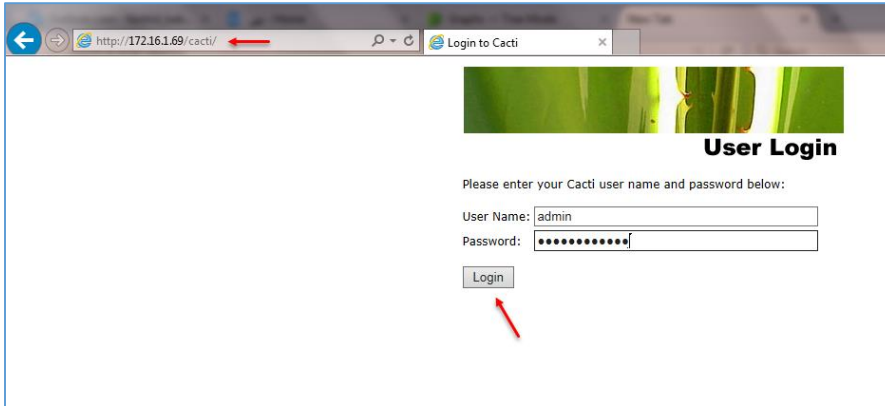 http://172.16.1.69/cacti/
Login to Cacti
User Login
Please enter your Cacti user name and password below:
User Name: admin
Password: ●●●●●●●●●●●●
Login